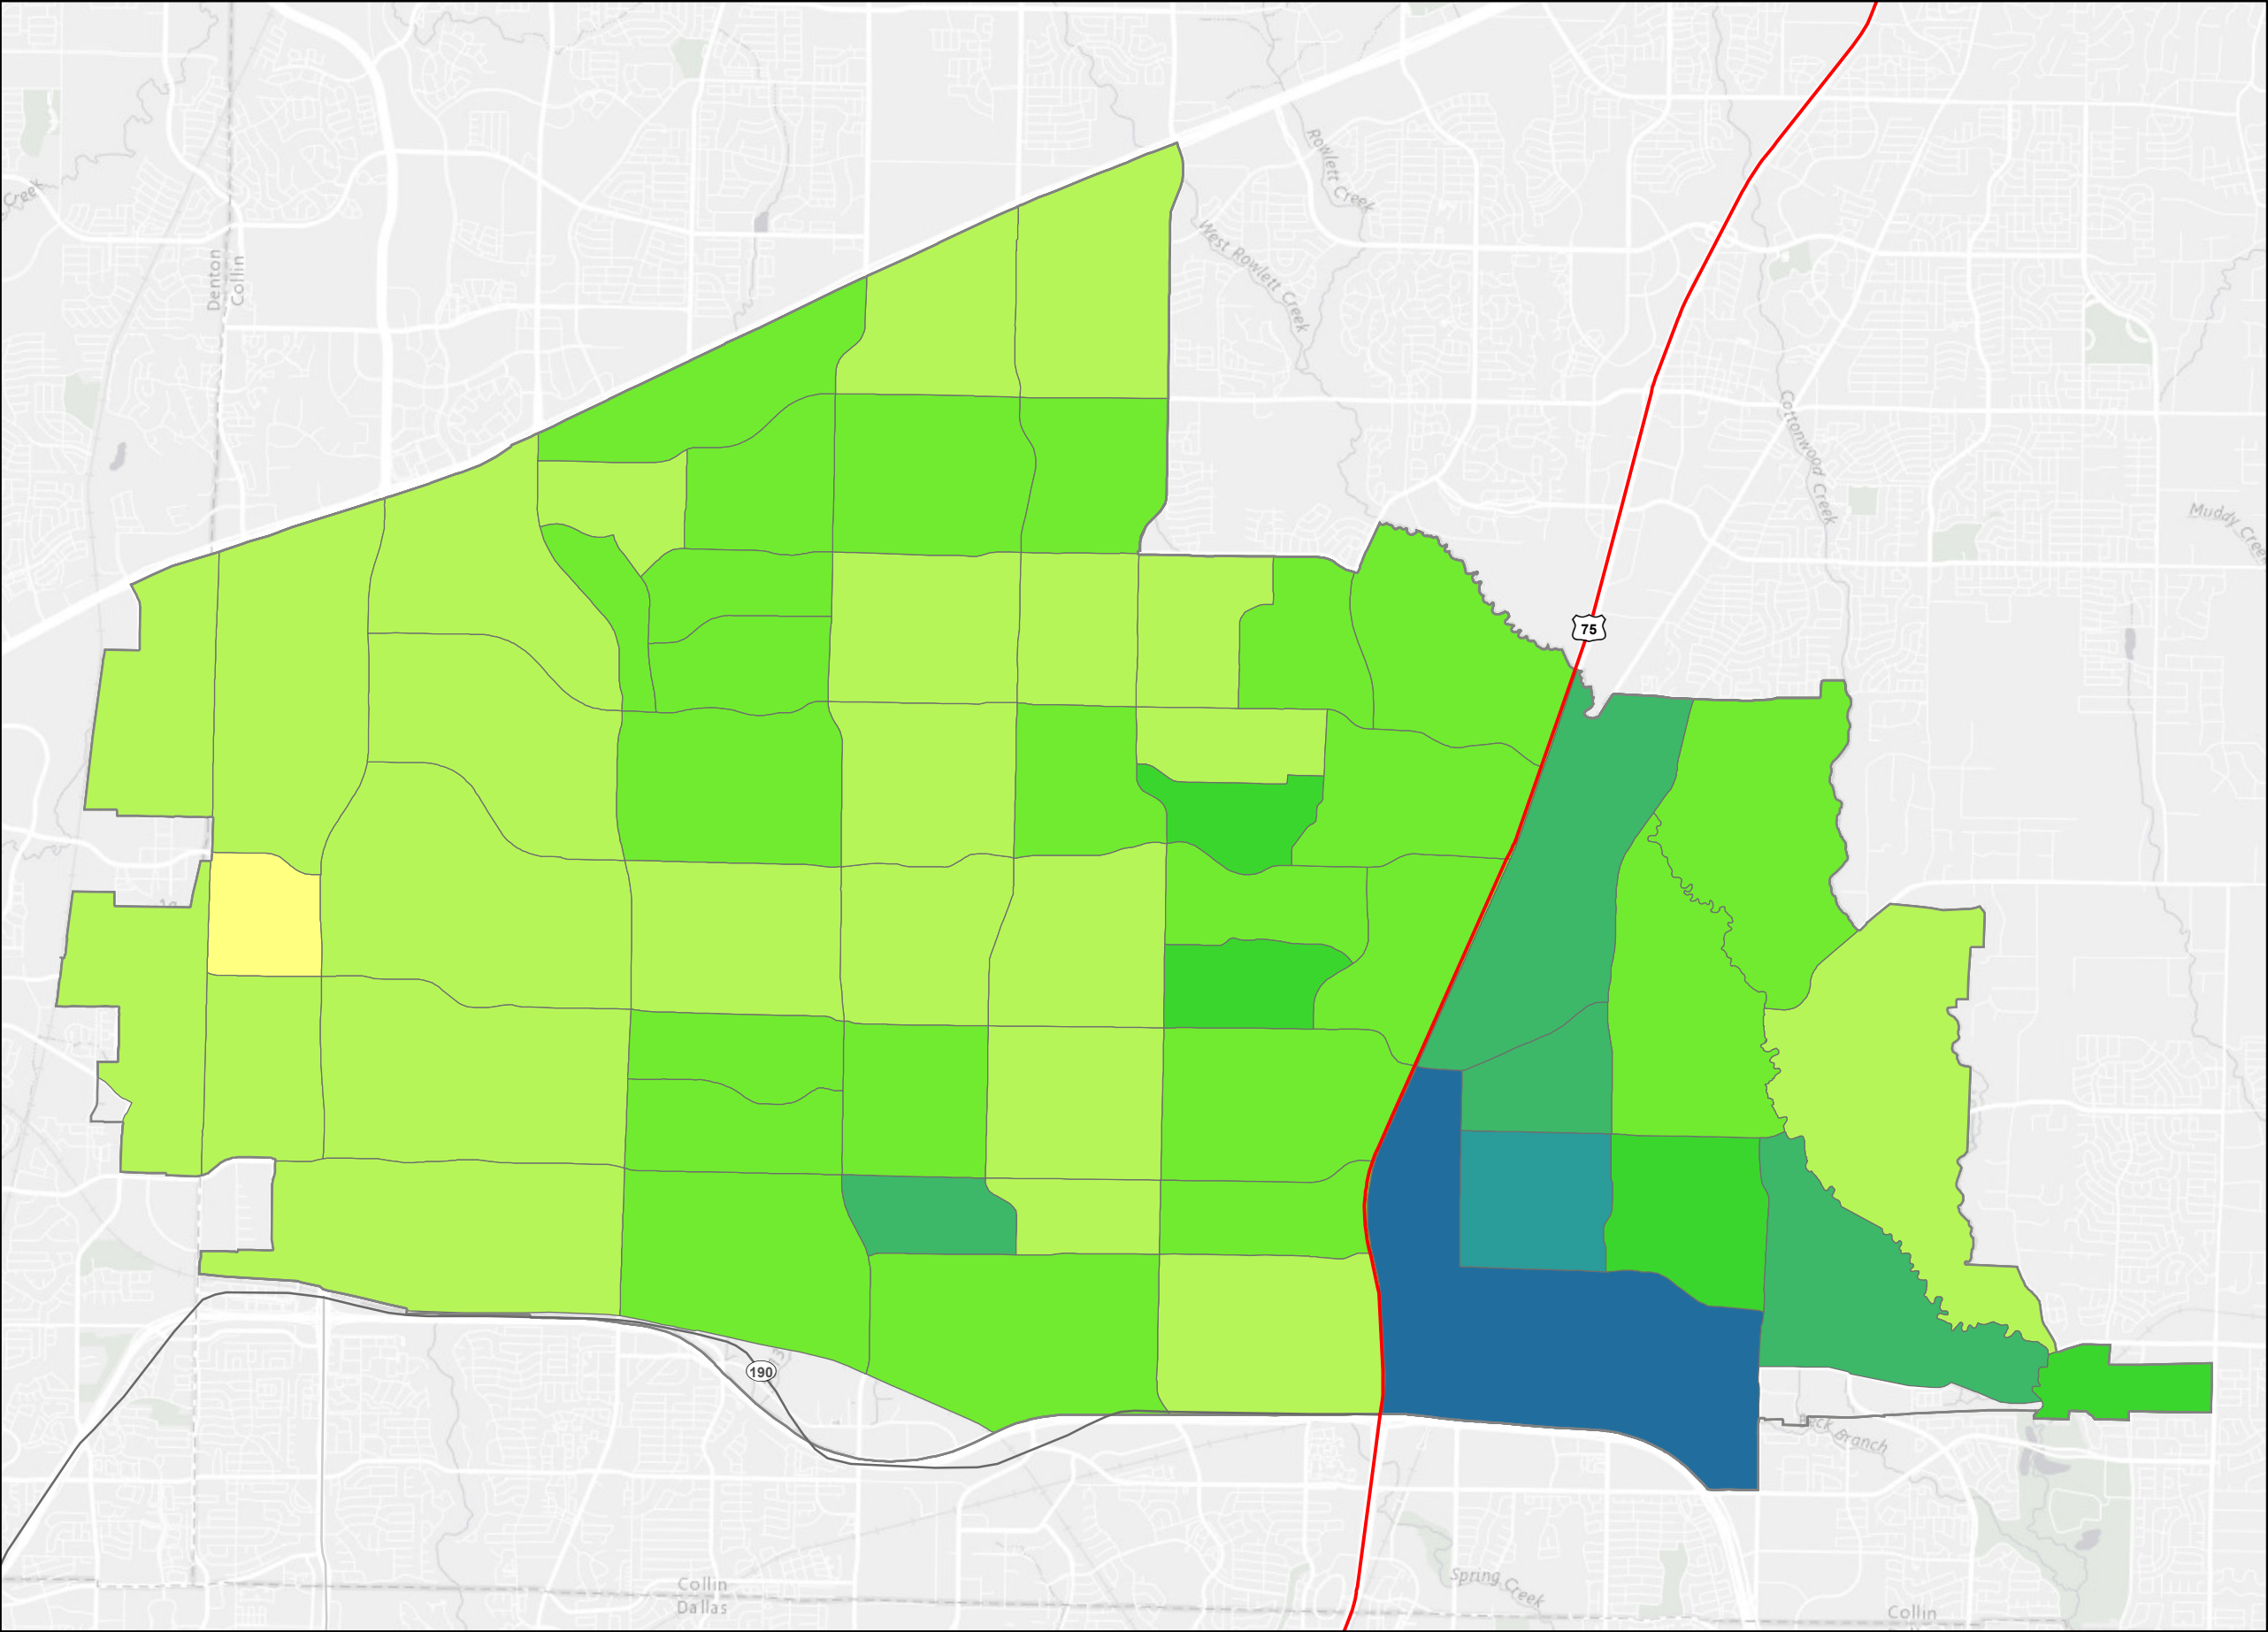 Creek
Rowlett Creek
West Rowlett Creek
Denton
Collin
Cottonwood Creek
Muddy Cree
75
190
Beck Branch
Spring Creek
Collin
Dallas
Collin